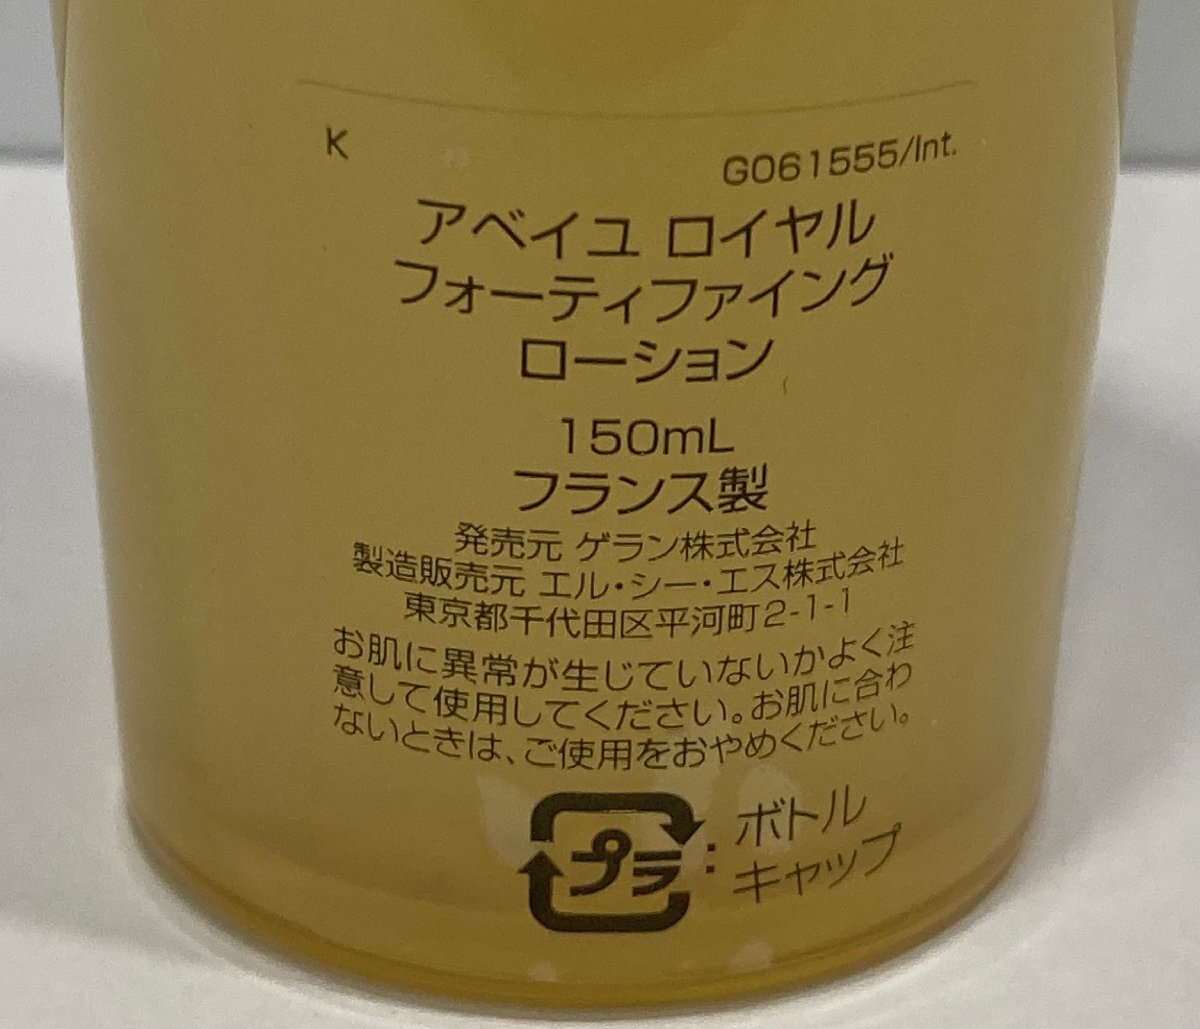 K
G061555/Int.
アベイユ ロイヤル
フォーティファイング
ローション
150mL
フランス製
発売元 ゲラン株式会社
製造販売元 エル・シー・エス株式会社
東京都千代田区平河町2-1-1
お肌に異常が生じていないかよく注
意して使用してください。お肌に合わ
ないときは、ご使用をおやめください。
プラ : ボトル
キャップ